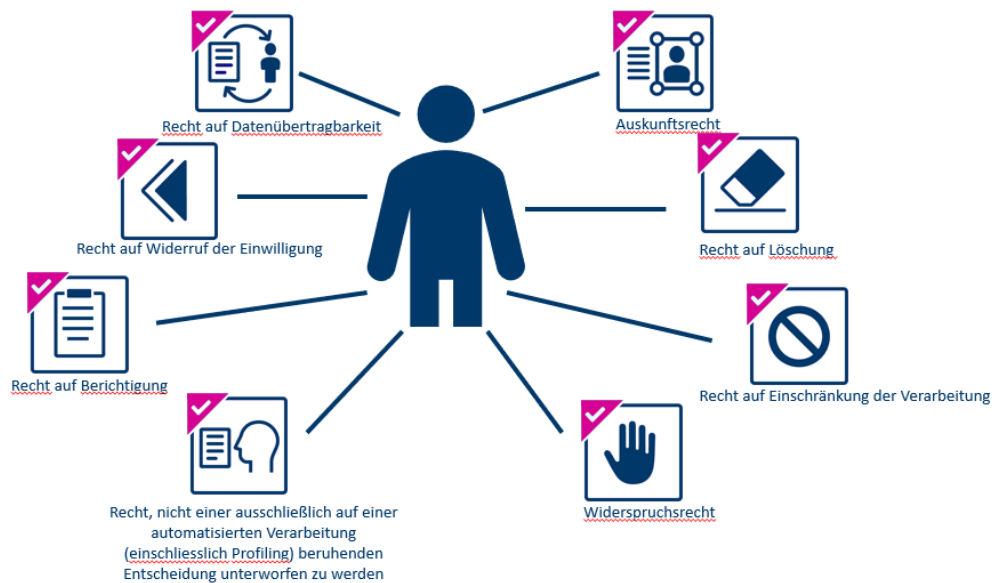 Recht auf Datenübertragbarkeit
Auskunftsrecht
Recht auf Widerruf der Einwilligung
Recht auf Löschung
Recht auf Berichtigung
Recht auf Einschränkung der Verarbeitung
Recht, nicht einer ausschließlich auf einer
automatisierten Verarbeitung
(einschliesslich Profiling) beruhenden
Entscheidung unterworfen zu werden
Widerspruchsrecht